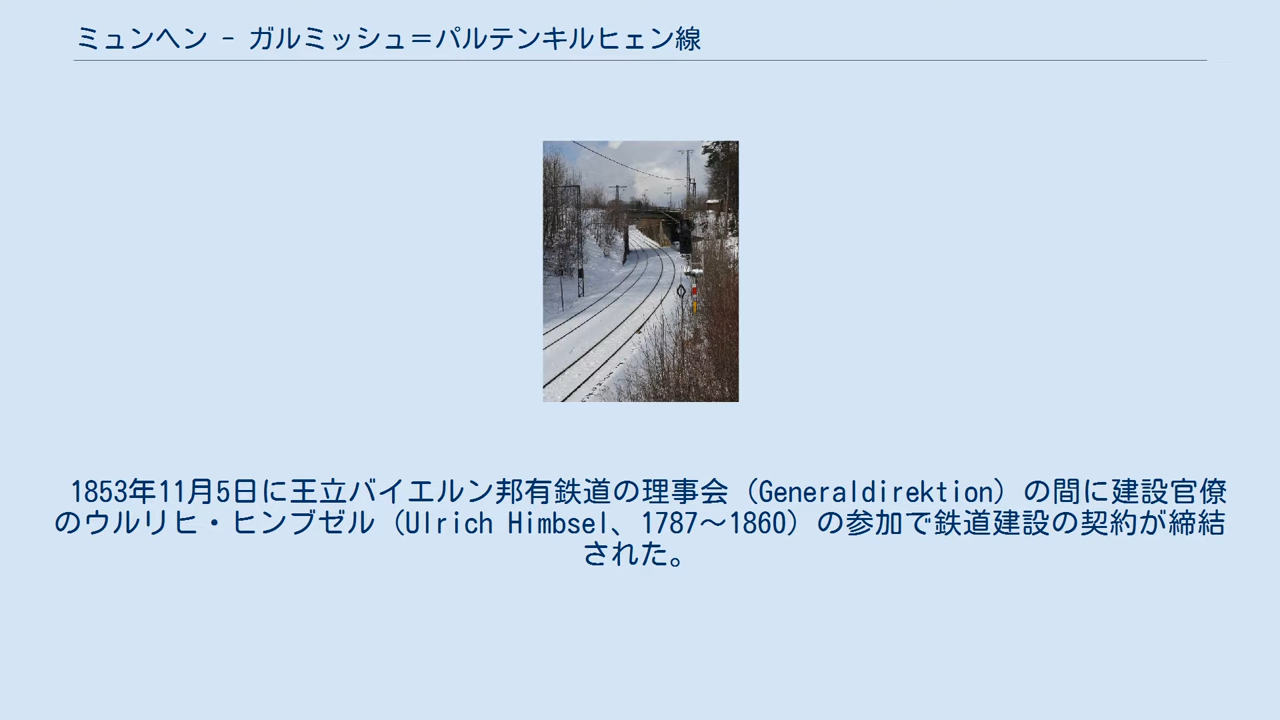 ミュンヘン － ガルミッシュ＝パルテンキルヒェン線
1853年11月5日に王立バイエルン邦有鉄道の理事会（Generaldirektion）の間に建設官僚
のウルリヒ・ヒンブゼル（Ulrich Himbsel、1787～1860）の参加で鉄道建設の契約が締結
された。